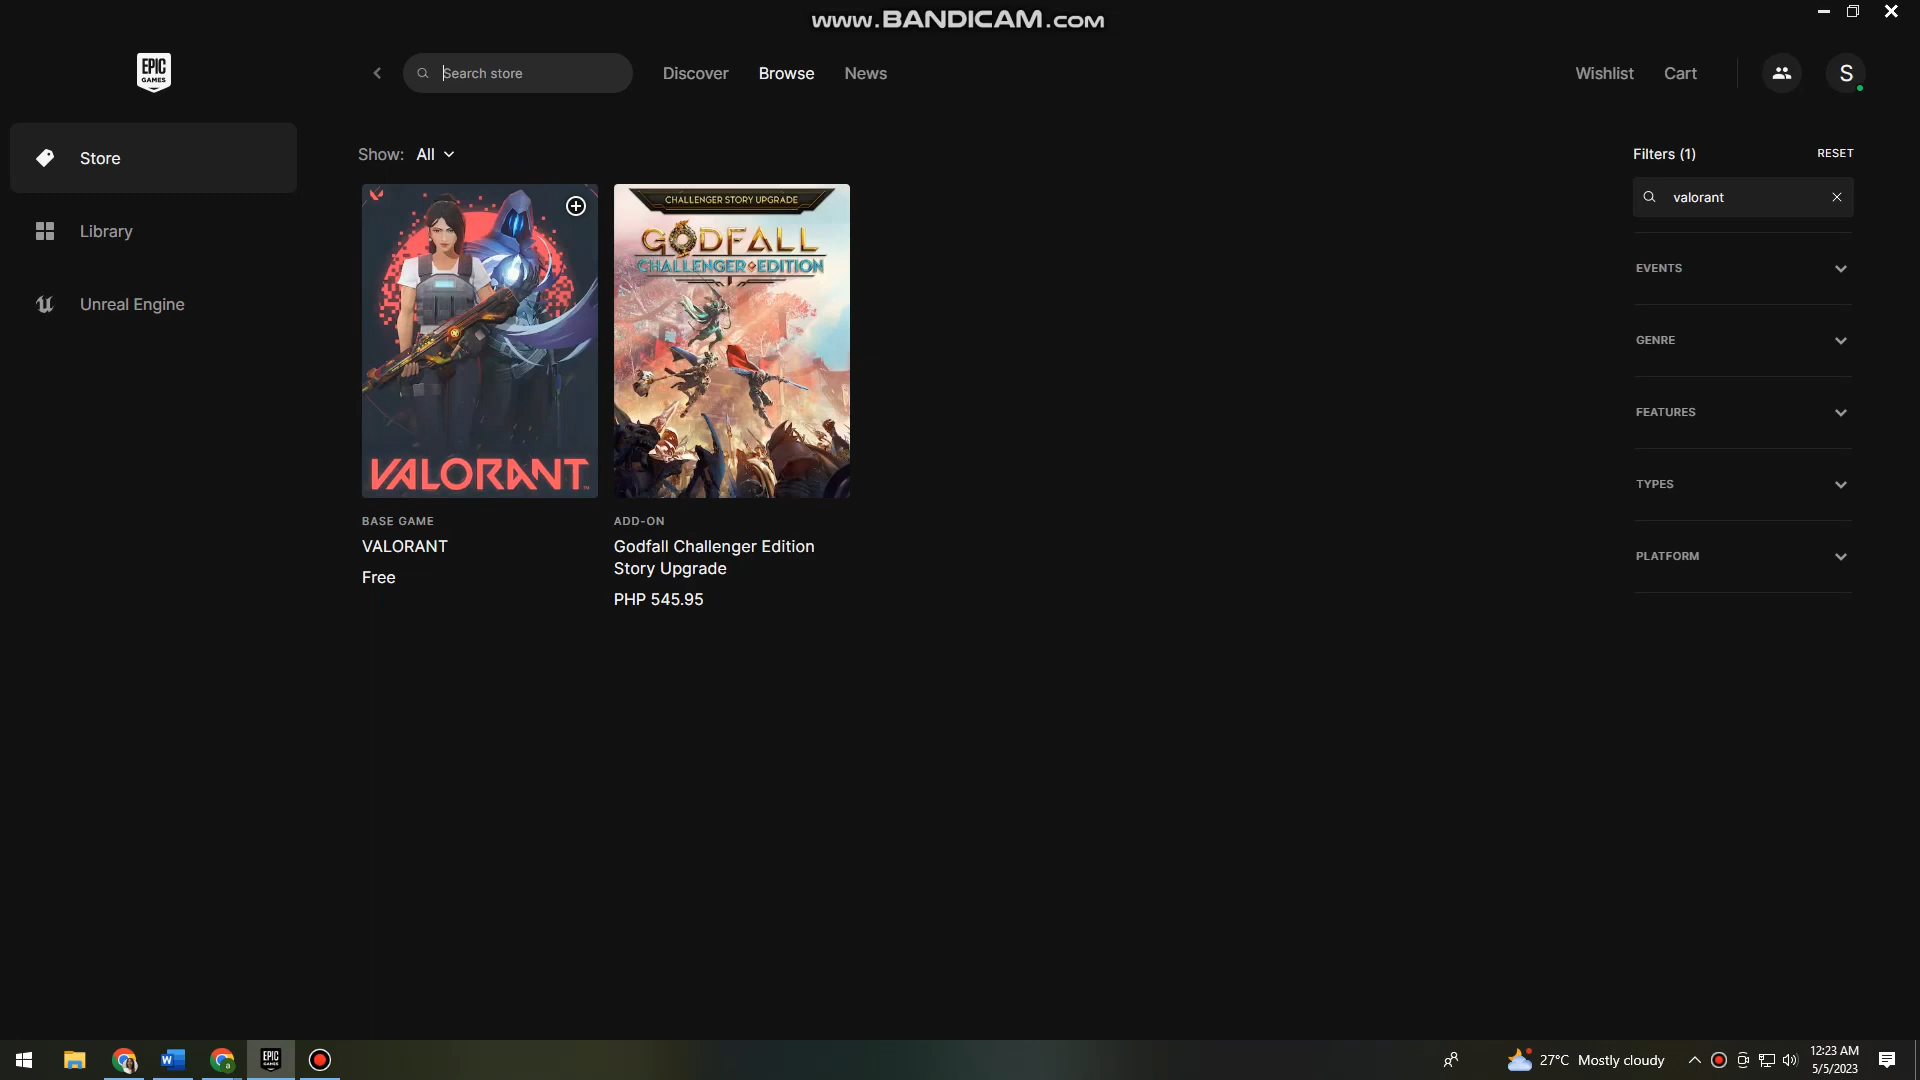 www.BANDICAM.com
EPIC
GAMES
Search store
Discover
Browse
News
Wishlist
Cart
S
Store
Library
Unreal Engine
Show: All
VALORANT
BASE GAME
VALORANT
Free
CHALLENGER STORY UPGRADE
GODFALL
CHALLENGER EDITION
ADD-ON
Godfall Challenger Edition
Story Upgrade
PHP 545.95
Filters (1)
RESET
valorant
EVENTS
GENRE
FEATURES
TYPES
PLATFORM
EPIC
GAMES
27°C Mostly cloudy
12:23 AM
5/5/2023